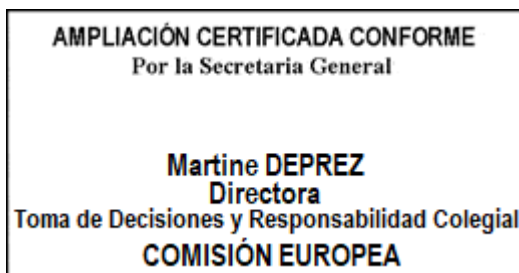 AMPLIACIÓN CERTIFICADA CONFORME
Por la Secretaria General
Martine DEPREZ
Directora
Toma de Decisiones y Responsabilidad Colegial
COMISIÓN EUROPEA